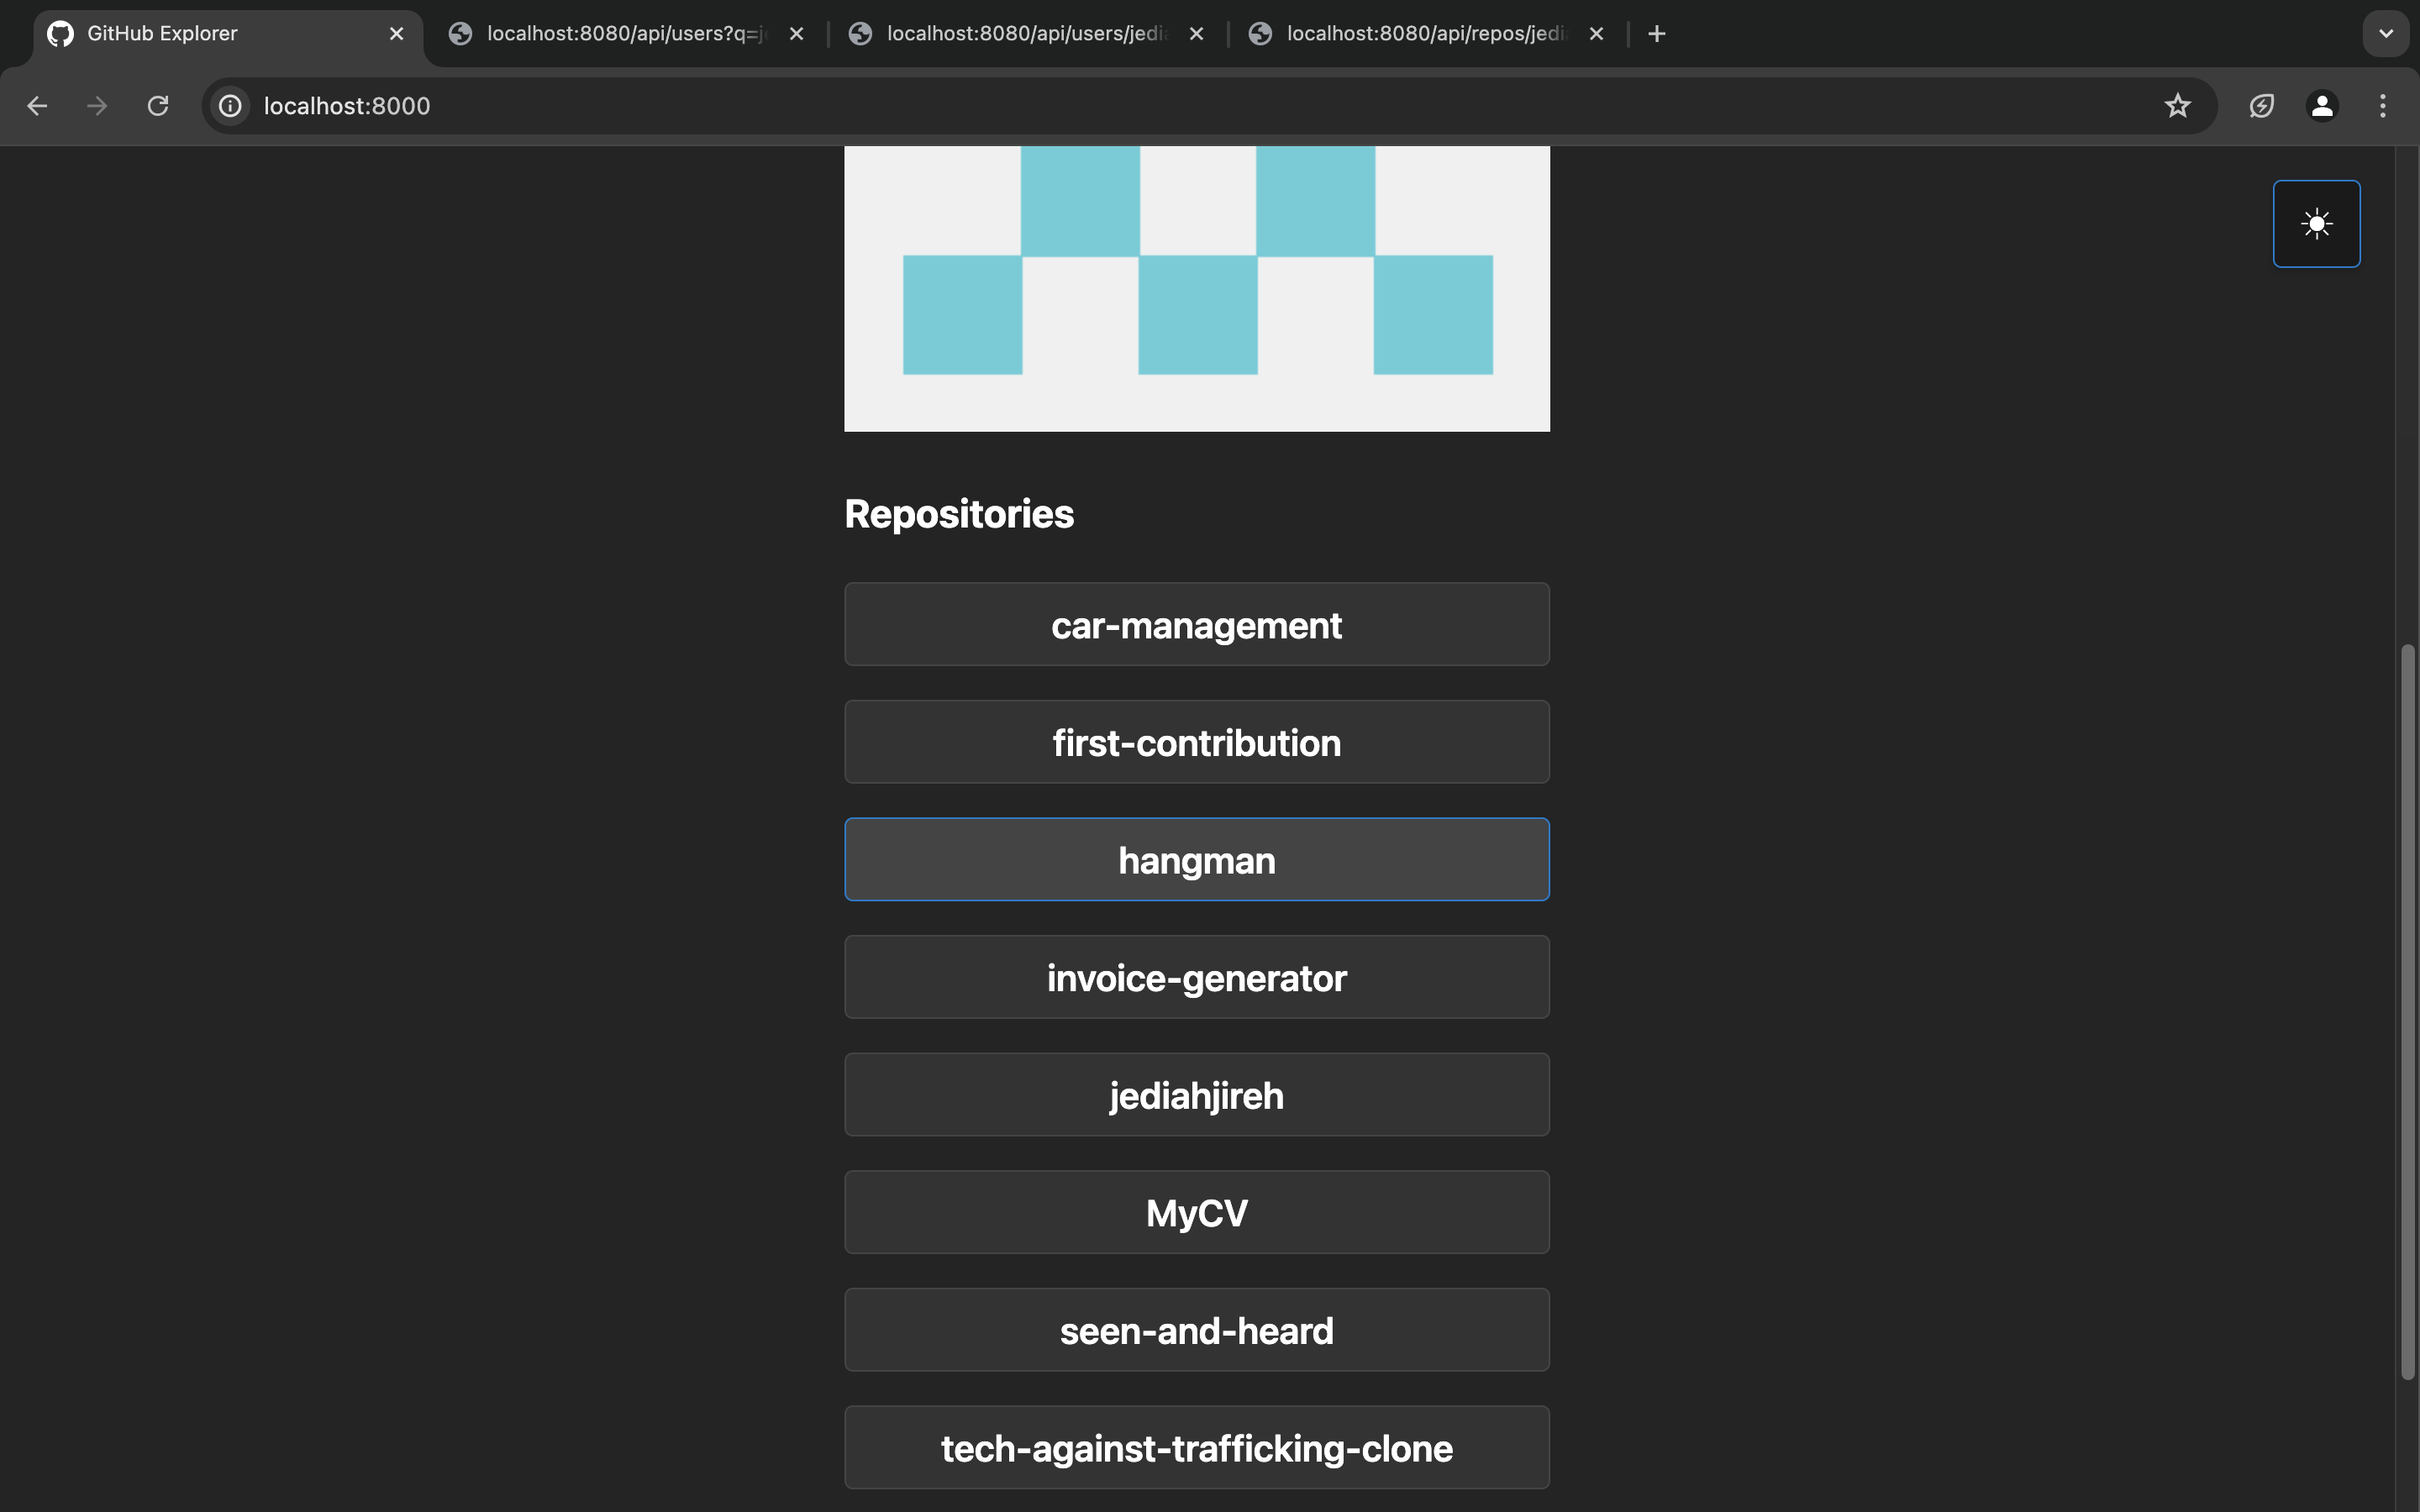 GitHub Explorer
localhost:8080/api/users?q=j
localhost:8080/api/users/jedi
localhost:8080/api/repos/jedi
localhost:8000
Repositories
car-management
first-contribution
hangman
invoice-generator
jediahjireh
MyCV
seen-and-heard
tech-against-trafficking-clone